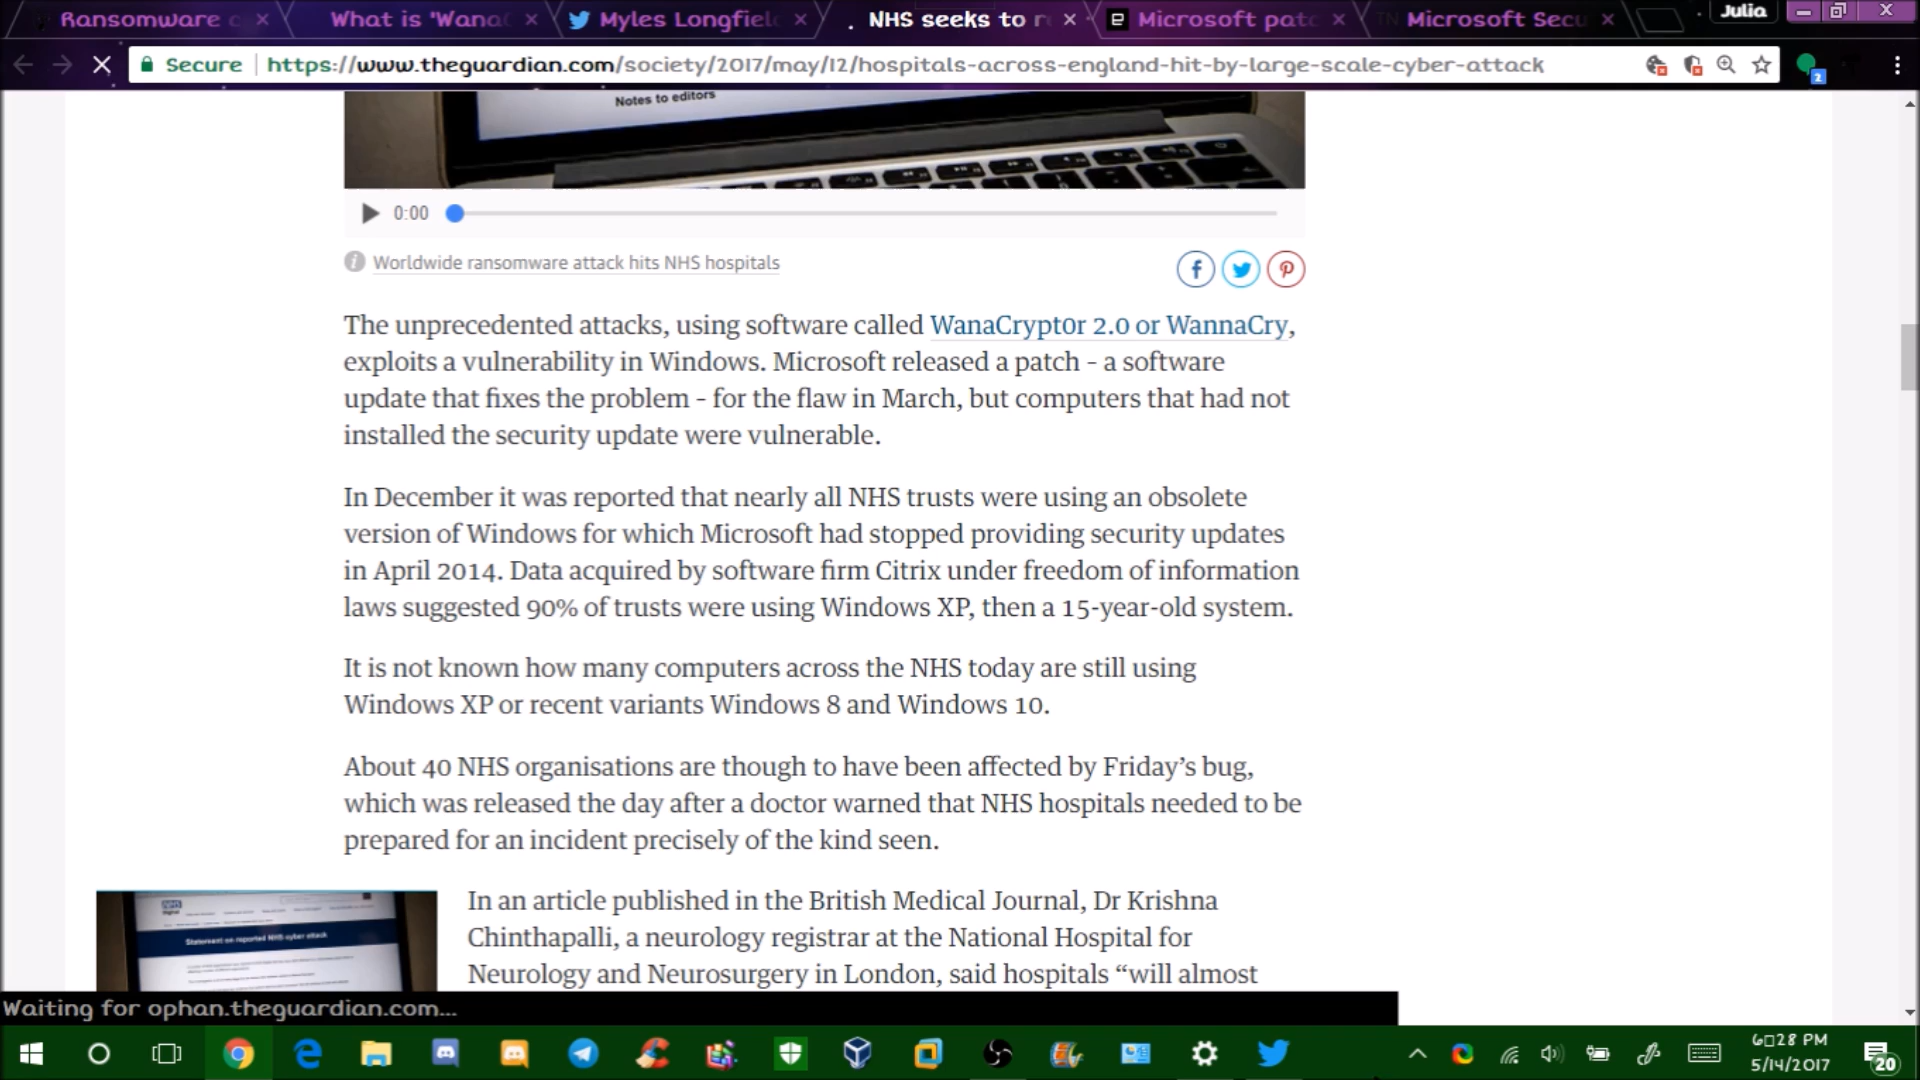 Ransomware
What is 'Wana
Myles Longfiel
NHS seeks to r
Microsoft patc
Microsoft Secu
Julia
Secure
https://www.theguardian.com/society/2017/may/12/hospitals-across-england-hit-by-large-scale-cyber-attack
2
Notes to editors
0:00
Worldwide ransomware attack hits NHS hospitals
The unprecedented attacks, using software called WanaCrypt0r 2.0 or WannaCry,
exploits a vulnerability in Windows. Microsoft released a patch – a software
update that fixes the problem – for the flaw in March, but computers that had not
installed the security update were vulnerable.
In December it was reported that nearly all NHS trusts were using an obsolete
version of Windows for which Microsoft had stopped providing security updates
in April 2014. Data acquired by software firm Citrix under freedom of information
laws suggested 90% of trusts were using Windows XP, then a 15-year-old system.
It is not known how many computers across the NHS today are still using
Windows XP or recent variants Windows 8 and Windows 10.
About 40 NHS organisations are though to have been affected by Friday's bug,
which was released the day after a doctor warned that NHS hospitals needed to be
prepared for an incident precisely of the kind seen.
In an article published in the British Medical Journal, Dr Krishna
Chinthapalli, a neurology registrar at the National Hospital for
Neurology and Neurosurgery in London, said hospitals “will almost
NHS
Digital
Statement on reported NHS cyber attack
Waiting for ophan.theguardian.com...
6□28 PM
5/14/2017
20